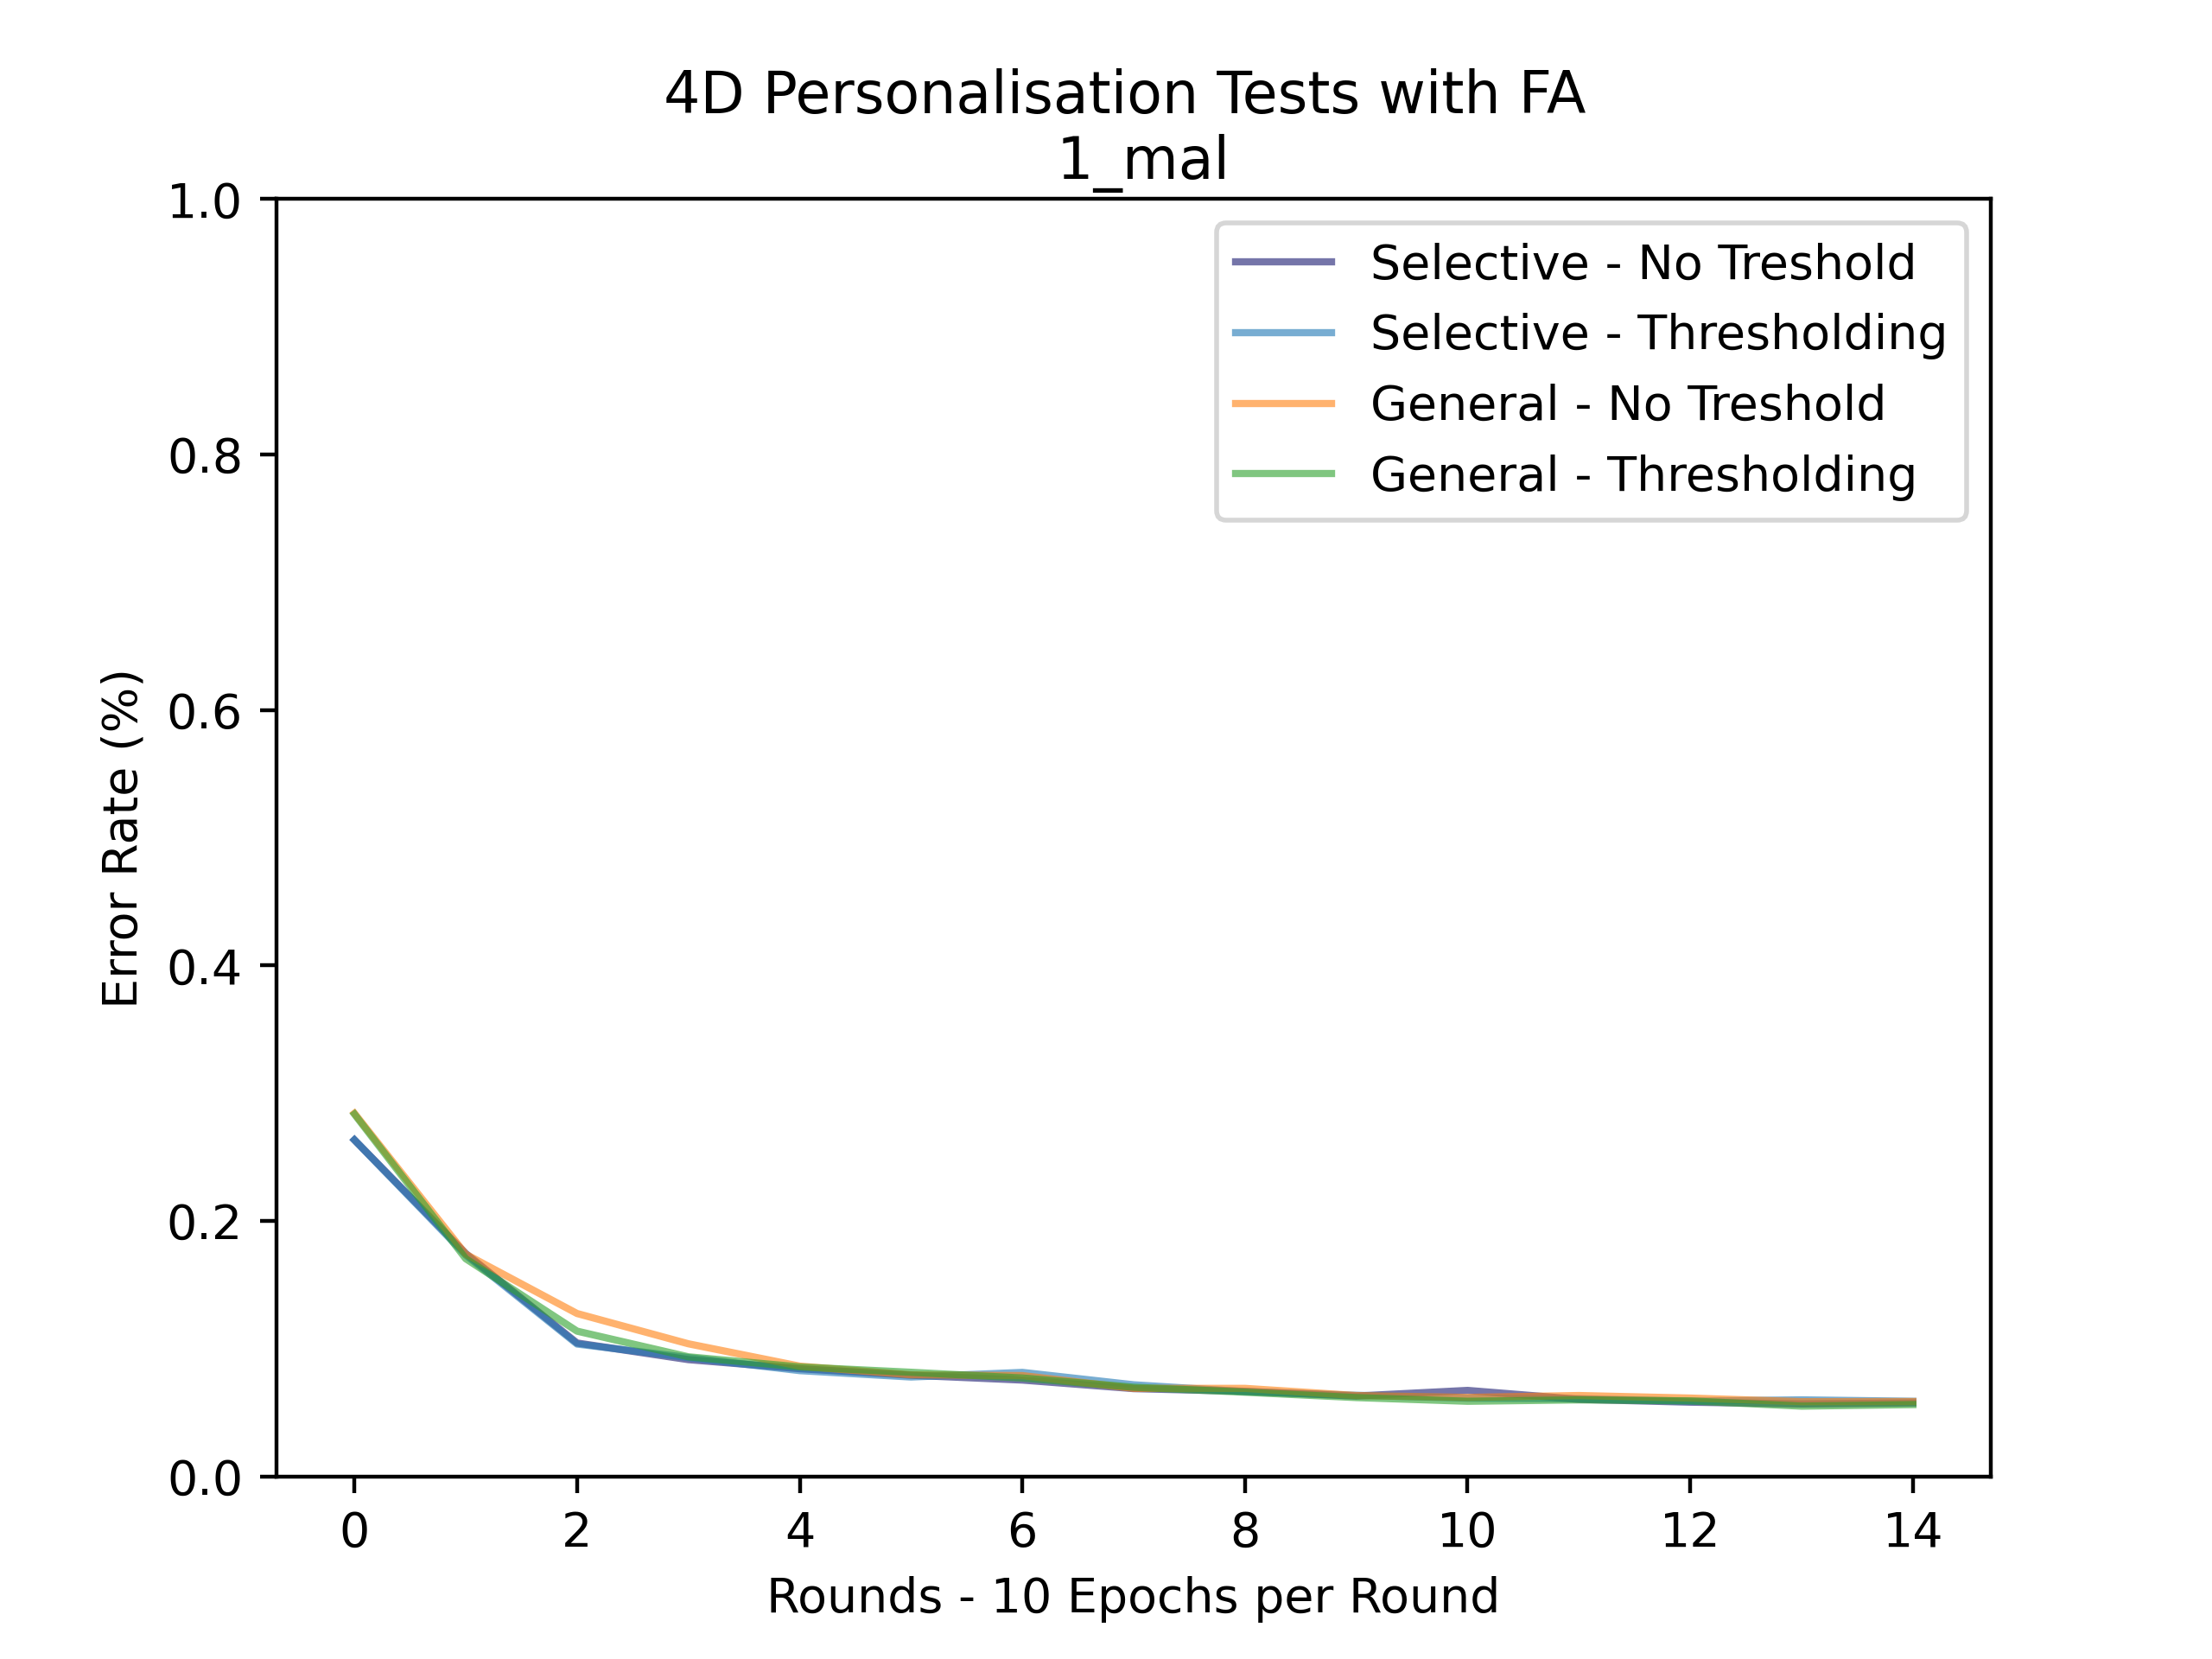 4D Personalisation Tests with FA
1_mal
1.0
0.8
0.6
0.4
0.2
0.0
Error Rate (%)
Selective - No Treshold
Selective - Thresholding
General - No Treshold
General - Thresholding
0 2 4 6 8 10 12 14
Rounds - 10 Epochs per Round